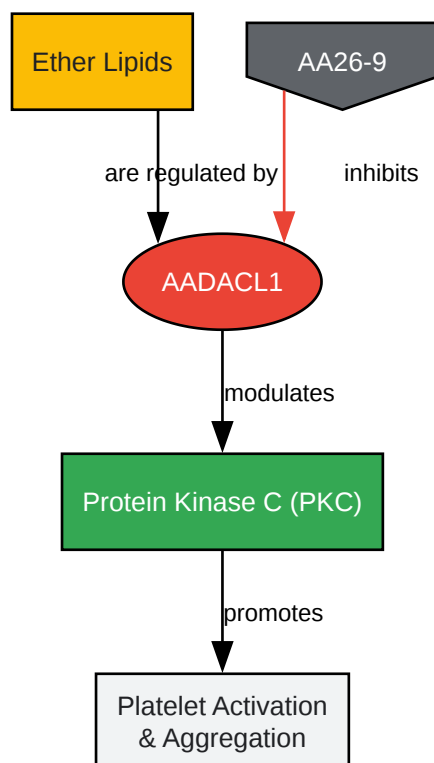 Ether Lipids
AA26-9
are regulated by
inhibits
AADACL1
modulates
Protein Kinase C (PKC)
promotes
Platelet Activation
& Aggregation